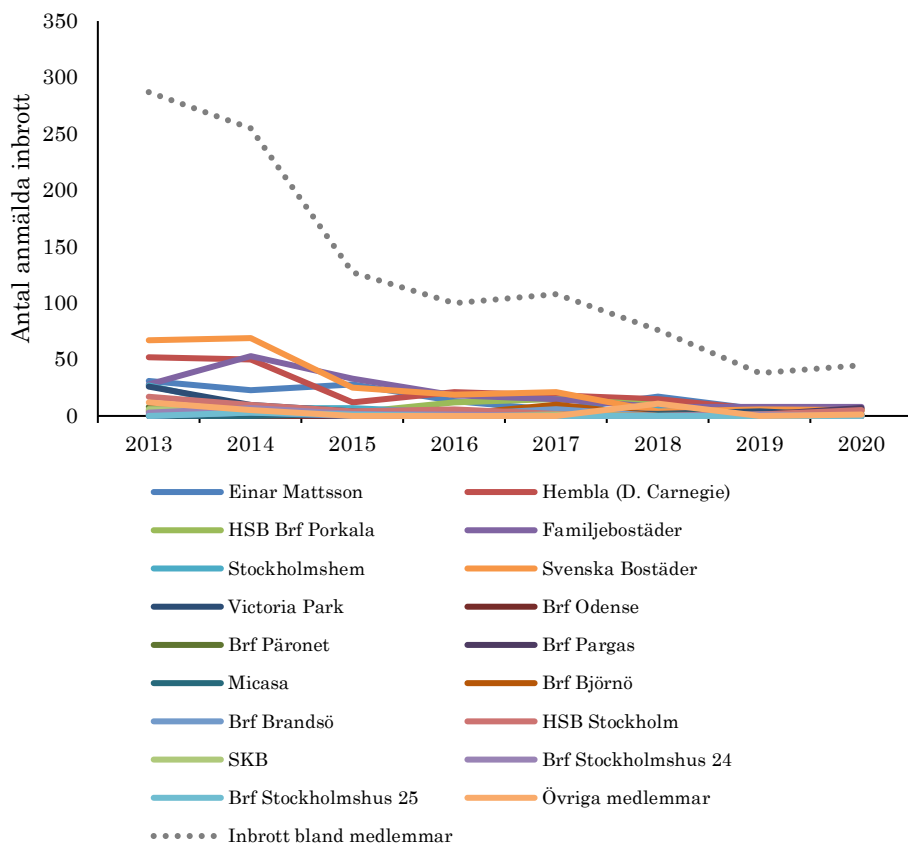 350
300
250
200
150
100
50
0
Antal anmälda inbrott
2013 2014 2015 2016 2017 2018 2019 2020
Einar Mattsson Hembla (D. Carnegie)
HSB Brf Porkala Familjebostäder
Stockholmshem Svenska Bostäder
Victoria Park Brf Odense
Brf Päronet Brf Pargas
Micasa Brf Björnö
Brf Brandsö HSB Stockholm
SKB Brf Stockholmshus 24
Brf Stockholmshus 25 Övriga medlemmar
Inbrott bland medlemmar